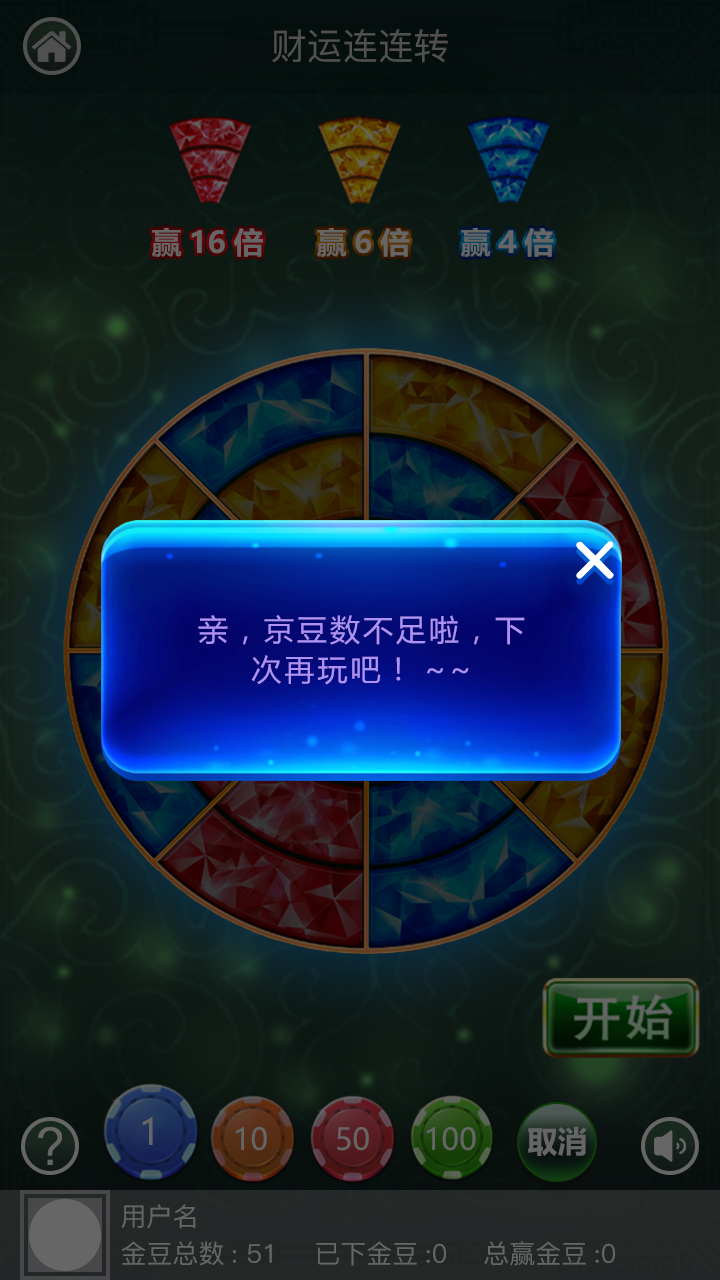 财运连连转
赢16倍 赢6倍 赢4倍
亲，京豆数不足啦，下
次再玩吧！~~
开始
? 1 10 50 100 取消
用户名
金豆总数：51 已下金豆:0 总赢金豆:0